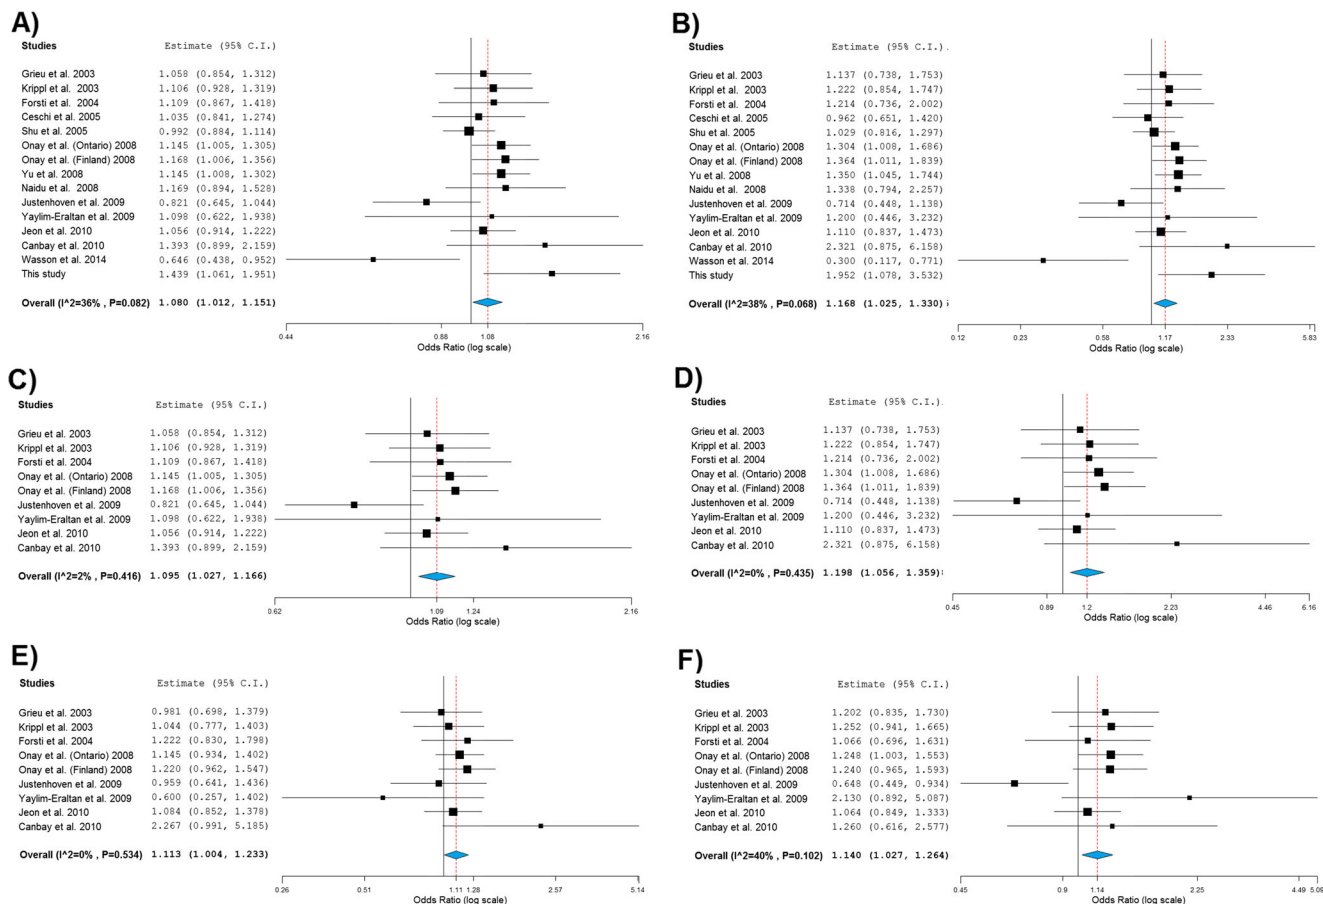 A)
Studies Estimate (95% C.I.)
Grieu et al. 2003 1.058 (0.854, 1.312)
Krippl et al. 2003 1.106 (0.928, 1.319)
Forsti et al. 2004 1.109 (0.867, 1.418)
Ceschi et al. 2005 1.035 (0.841, 1.274)
Shu et al. 2005 0.992 (0.884, 1.114)
Onay et al. (Ontario) 2008 1.145 (1.005, 1.305)
Onay et al. (Finland) 2008 1.168 (1.006, 1.356)
Yu et al. 2008 1.145 (1.008, 1.302)
Naidu et al. 2008 1.169 (0.894, 1.528)
Justenhoven et al. 2009 0.821 (0.645, 1.044)
Yaylim-Eraltan et al. 2009 1.098 (0.622, 1.938)
Jeon et al. 2010 1.056 (0.914, 1.222)
Canbay et al. 2010 1.393 (0.899, 2.159)
Wasson et al. 2014 0.646 (0.438, 0.952)
This study 1.439 (1.061, 1.951)
Overall (I^2=36% , P=0.082) 1.080 (1.012, 1.151)
0.44 0.88 1.08 2.16
Odds Ratio (log scale)
B)
Studies Estimate (95% C.I.)
Grieu et al. 2003 1.137 (0.738, 1.753)
Krippl et al. 2003 1.222 (0.854, 1.747)
Forsti et al. 2004 1.214 (0.736, 2.002)
Ceschi et al. 2005 0.962 (0.651, 1.420)
Shu et al. 2005 1.029 (0.816, 1.297)
Onay et al. (Ontario) 2008 1.304 (1.008, 1.686)
Onay et al. (Finland) 2008 1.364 (1.011, 1.839)
Yu et al. 2008 1.350 (1.045, 1.744)
Naidu et al. 2008 1.338 (0.794, 2.257)
Justenhoven et al. 2009 0.714 (0.448, 1.138)
Yaylim-Eraltan et al. 2009 1.200 (0.446, 3.232)
Jeon et al. 2010 1.110 (0.837, 1.473)
Canbay et al. 2010 2.321 (0.875, 6.158)
Wasson et al. 2014 0.300 (0.117, 0.771)
This study 1.952 (1.078, 3.532)
Overall (I^2=38% , P=0.068) 1.168 (1.025, 1.330)
0.12 0.23 0.58 1.17 2.33 5.83
Odds Ratio (log scale)
C)
Studies Estimate (95% C.I.)
Grieu et al. 2003 1.058 (0.854, 1.312)
Krippl et al. 2003 1.106 (0.928, 1.319)
Forsti et al. 2004 1.109 (0.867, 1.418)
Onay et al. (Ontario) 2008 1.145 (1.005, 1.305)
Onay et al. (Finland) 2008 1.168 (1.006, 1.356)
Justenhoven et al. 2009 0.821 (0.645, 1.044)
Yaylim-Eraltan et al. 2009 1.098 (0.622, 1.938)
Jeon et al. 2010 1.056 (0.914, 1.222)
Canbay et al. 2010 1.393 (0.899, 2.159)
Overall (I^2=2% , P=0.416) 1.095 (1.027, 1.166)
0.62 1.09 1.24 2.16
Odds Ratio (log scale)
D)
Studies Estimate (95% C.I.)
Grieu et al. 2003 1.137 (0.738, 1.753)
Krippl et al. 2003 1.222 (0.854, 1.747)
Forsti et al. 2004 1.214 (0.736, 2.002)
Onay et al. (Ontario) 2008 1.304 (1.008, 1.686)
Onay et al. (Finland) 2008 1.364 (1.011, 1.839)
Justenhoven et al. 2009 0.714 (0.448, 1.138)
Yaylim-Eraltan et al. 2009 1.200 (0.446, 3.232)
Jeon et al. 2010 1.110 (0.837, 1.473)
Canbay et al. 2010 2.321 (0.875, 6.158)
Overall (I^2=0% , P=0.435) 1.198 (1.056, 1.359)
0.45 0.89 1.2 2.23 4.46 6.16
Odds Ratio (log scale)
E)
Studies Estimate (95% C.I.)
Grieu et al. 2003 0.981 (0.698, 1.379)
Krippl et al. 2003 1.044 (0.777, 1.403)
Forsti et al. 2004 1.222 (0.830, 1.798)
Onay et al. (Ontario) 2008 1.145 (0.934, 1.402)
Onay et al. (Finland) 2008 1.220 (0.962, 1.547)
Justenhoven et al. 2009 0.959 (0.641, 1.436)
Yaylim-Eraltan et al. 2009 0.600 (0.257, 1.402)
Jeon et al. 2010 1.084 (0.852, 1.378)
Canbay et al. 2010 2.267 (0.991, 5.185)
Overall (I^2=0% , P=0.534) 1.113 (1.004, 1.233)
0.26 0.51 1.11 1.28 2.57 5.14
Odds Ratio (log scale)
F)
Studies Estimate (95% C.I.)
Grieu et al. 2003 1.202 (0.835, 1.730)
Krippl et al. 2003 1.252 (0.941, 1.665)
Forsti et al. 2004 1.066 (0.696, 1.631)
Onay et al. (Ontario) 2008 1.248 (1.003, 1.553)
Onay et al. (Finland) 2008 1.240 (0.965, 1.593)
Justenhoven et al. 2009 0.648 (0.449, 0.934)
Yaylim-Eraltan et al. 2009 2.130 (0.892, 5.087)
Jeon et al. 2010 1.064 (0.849, 1.333)
Canbay et al. 2010 1.260 (0.616, 2.577)
Overall (I^2=40% , P=0.102) 1.140 (1.027, 1.264)
0.45 0.9 1.14 2.25 4.49 5.09
Odds Ratio (log scale)